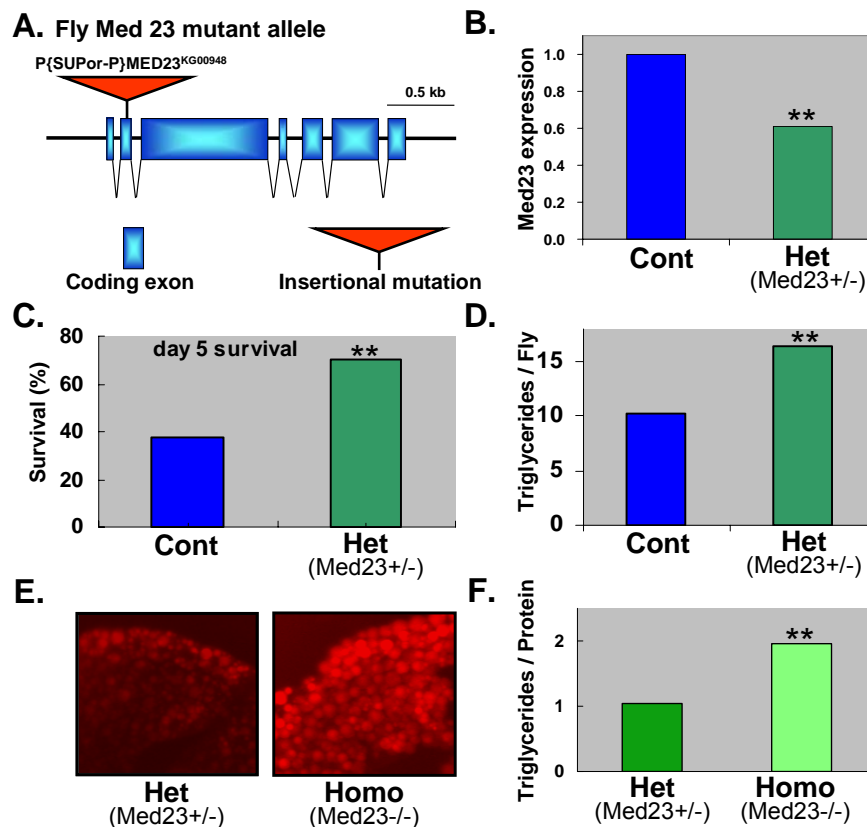 A. Fly Med 23 mutant allele
P{SUPor-P}MED23KG00948
0.5 kb
Coding exon
Insertional mutation
B.
Med23 expression
1.0
0.8
0.6
0.4
0.2
0.0
**
Cont
Het
(Med23+/-)
C.
Survival (%)
80
60
40
20
0
day 5 survival
**
Cont
Het
(Med23+/-)
D.
Triglycerides / Fly
15
10
5
0
**
Cont
Het
(Med23+/-)
E.
Het
(Med23+/-)
Homo
(Med23-/-)
F.
Triglycerides / Protein
2
1
0
**
Het
(Med23+/-)
Homo
(Med23-/-)